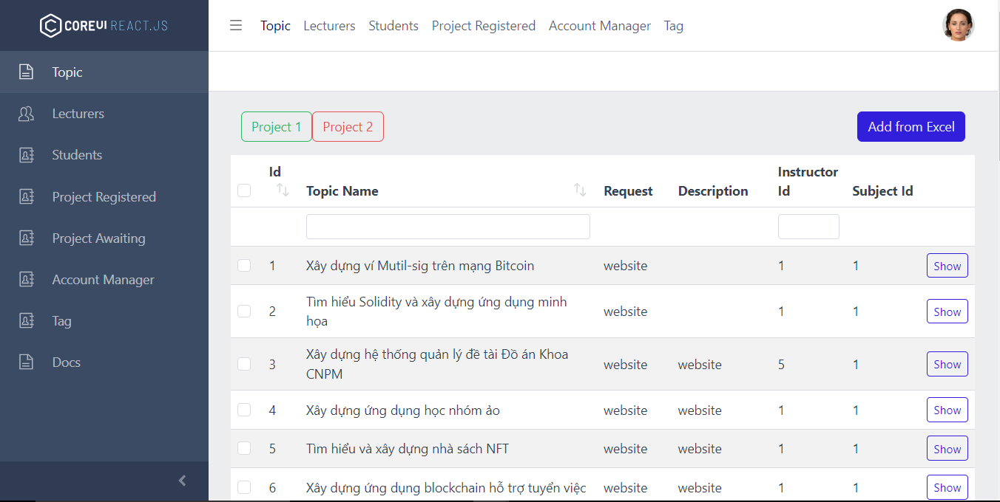 COREUI REACT.JS
Topic
Lecturers
Students
Project Registered
Project Awaiting
Account Manager
Tag
Docs
Topic Lecturers Students Project Registered Account Manager Tag
Project 1 Project 2 Add from Excel
Id Topic Name Request Description Instructor Id Subject Id
1 Xây dựng ví Mutil-sig trên mạng Bitcoin website 1 1 Show
2 Tìm hiểu Solidity và xây dựng ứng dụng minh
họa website 1 1 Show
3 Xây dựng hệ thống quản lý đề tài Đồ án Khoa
CNPM website website 5 1 Show
4 Xây dựng ứng dụng học nhóm ảo website website 1 1 Show
5 Tìm hiểu và xây dựng nhà sách NFT website website 1 1 Show
6 Xây dựng ứng dụng blockchain hỗ trợ tuyển việc website website 1 1 Show